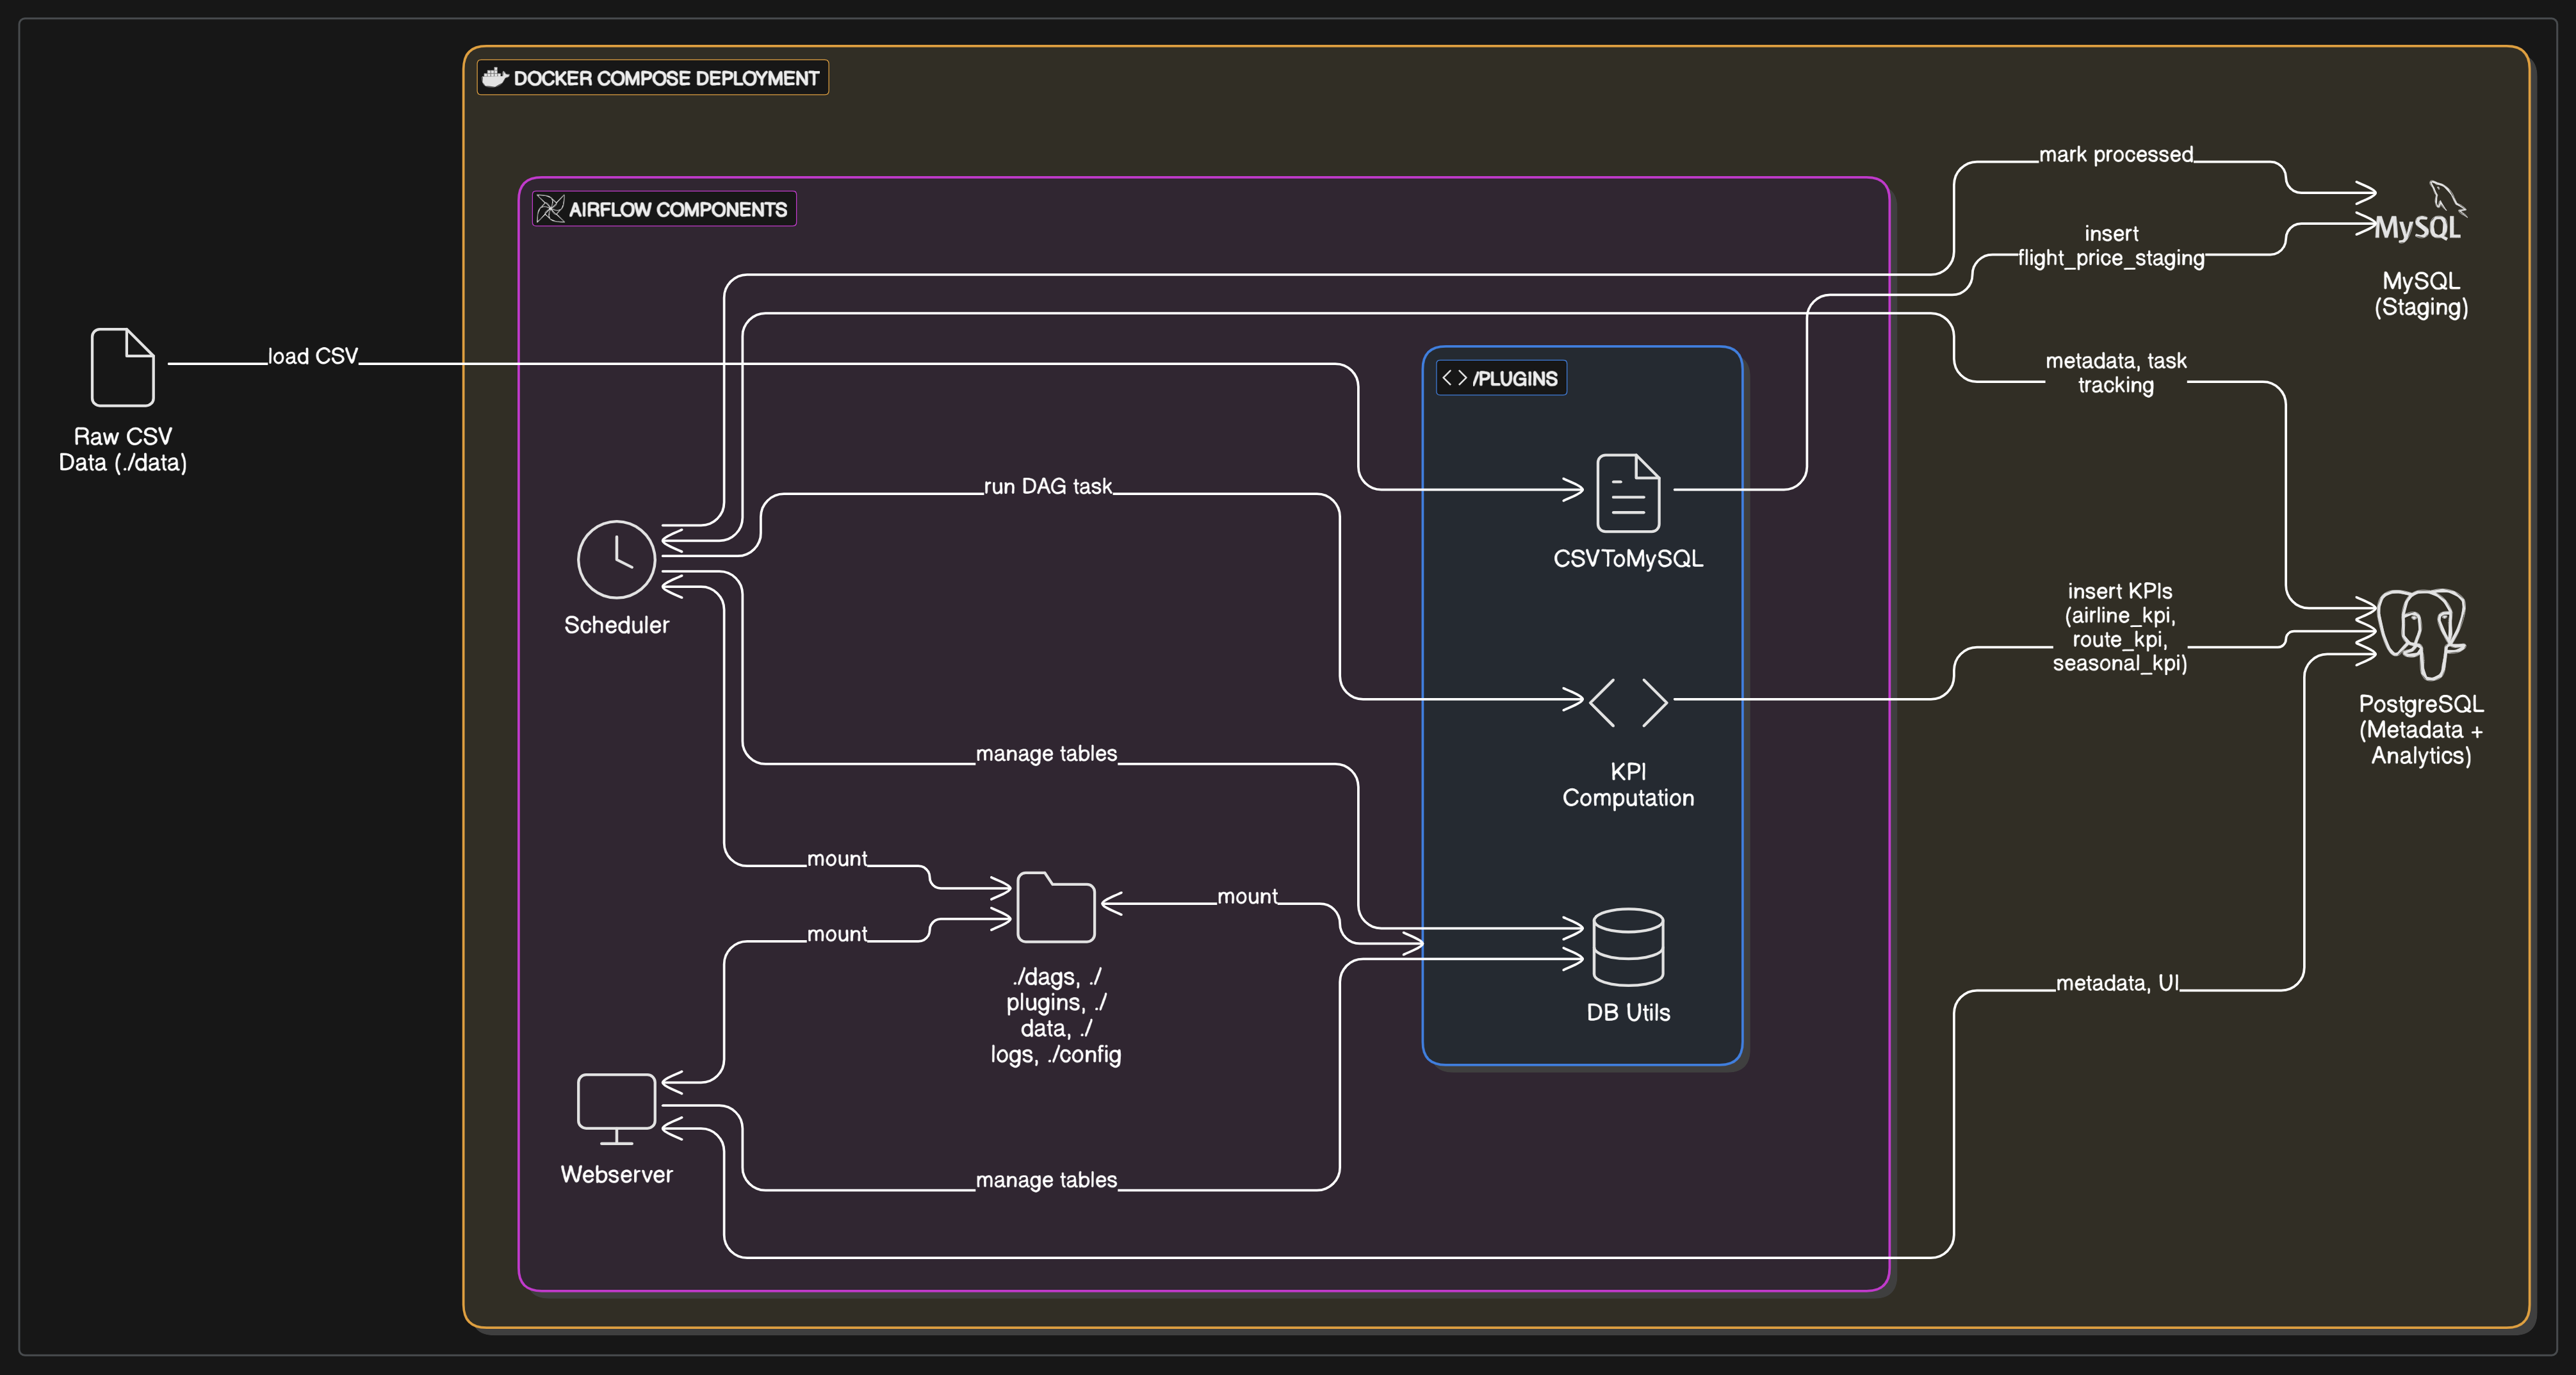 DOCKER COMPOSE DEPLOYMENT
AIRFLOW COMPONENTS
mark processed
MySQL
insert
flight_price_staging
MySQL
(Staging)
load CSV
metadata, task
tracking
/PLUGINS
Raw CSV
Data (./data)
run DAG task
CSVToMySQL
Scheduler
insert KPIs
(airline_kpi,
route_kpi,
seasonal_kpi)
PostgreSQL
(Metadata +
Analytics)
manage tables
KPI
Computation
mount
mount
mount
./dags, ./
plugins, ./
data, ./
logs, ./config
DB Utils
metadata, UI
Webserver
manage tables